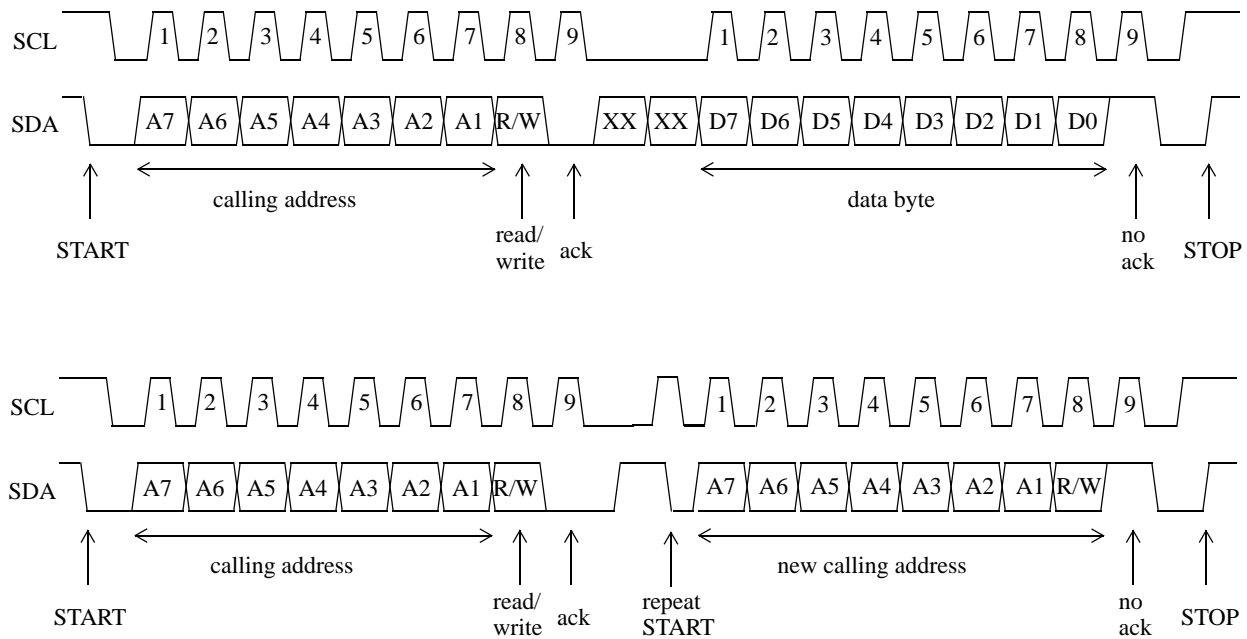 SCL 1 2 3 4 5 6 7 8 9 1 2 3 4 5 6 7 8 9
SDA A7 A6 A5 A4 A3 A2 A1 R/W XX XX D7 D6 D5 D4 D3 D2 D1 D0
calling address data byte
START read/ ack no STOP
write ack
SCL 1 2 3 4 5 6 7 8 9 1 2 3 4 5 6 7 8 9
SDA A7 A6 A5 A4 A3 A2 A1 R/W A7 A6 A5 A4 A3 A2 A1 R/W
calling address new calling address
START read/ ack repeat no STOP
write START ack